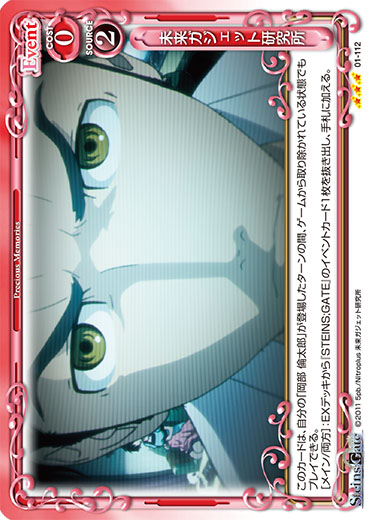 Event
COST
0
SOURCE
2
未来ガジェット研究所
Precious Memories
このカードは、自分の「岡部 倫太郎」が登場したターンの間、ゲームから取り除かれている状態でも
プレイできる。
[メイン/両方]:EXデッキから「STEINS;GATE」のイベントカード1枚を抜き出し、手札に加える。
Steins Gate
©2011 5pb./Nitroplus 未来ガジェット研究所
01-112